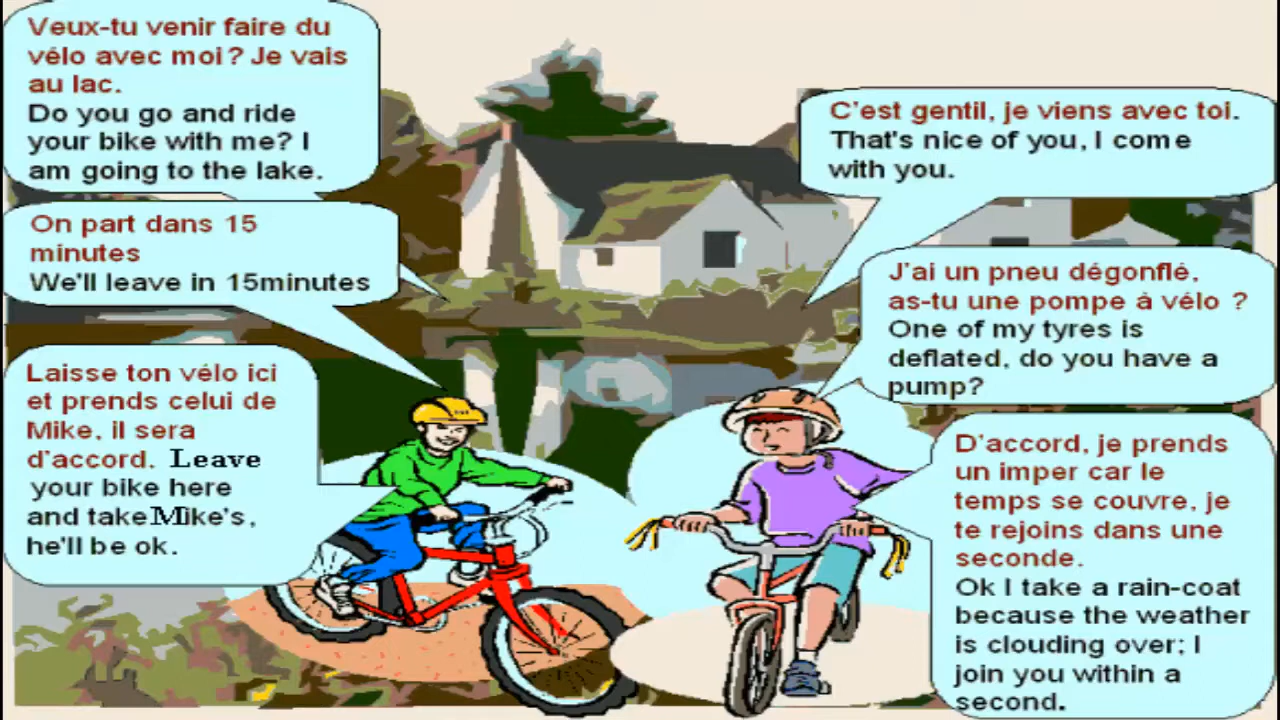 Veux-tu venir faire du
vélo avec moi? Je vais
au lac.
Do you go and ride
your bike with me? I
am going to the lake.
C'est gentil, je viens avec toi.
That's nice of you, I come
with you.
On part dans 15
minutes
We'll leave in 15minutes
J'ai un pneu dégonflé,
as-tu une pompe à vélo ?
One of my tyres is
deflated, do you have a
pump?
Laisse ton vélo ici
et prends celui de
Mike, il sera
d'accord. Leave
your bike here
and take Mike's,
he'll be ok.
D'accord, je prends
un imper car le
temps se couvre, je
te rejoins dans une
seconde.
Ok I take a rain-coat
because the weather
is clouding over; I
join you within a
second.